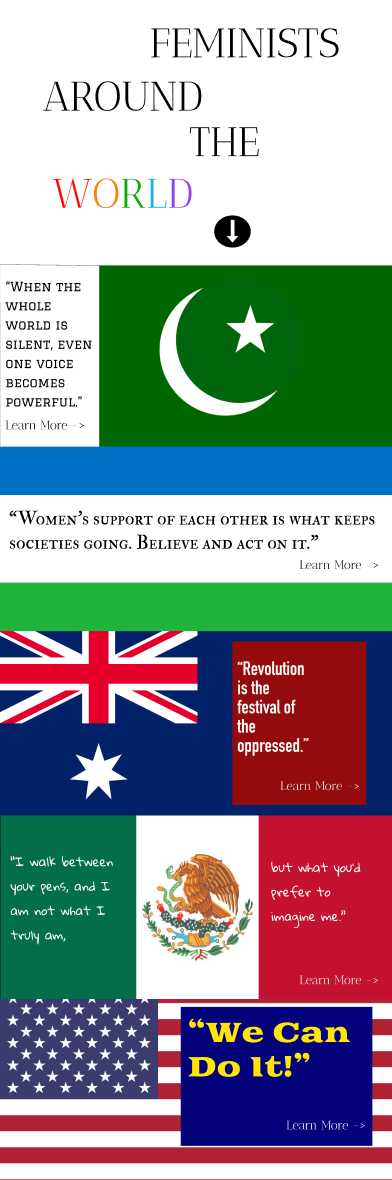 FEMINISTS
AROUND
THE
WORLD
“When the
whole
world is
silent, even
one voice
becomes
powerful.”
Learn More ->
“Women’s support of each other is what keeps
societies going. Believe and act on it.”
Learn More ->
“Revolution
is the
festival of
the
oppressed.”
Learn More ->
"I walk between
your pens, and I
am not what I
truly am,
but what you'd
prefer to
imagine me."
Learn More ->
“We Can
Do It!”
Learn More ->